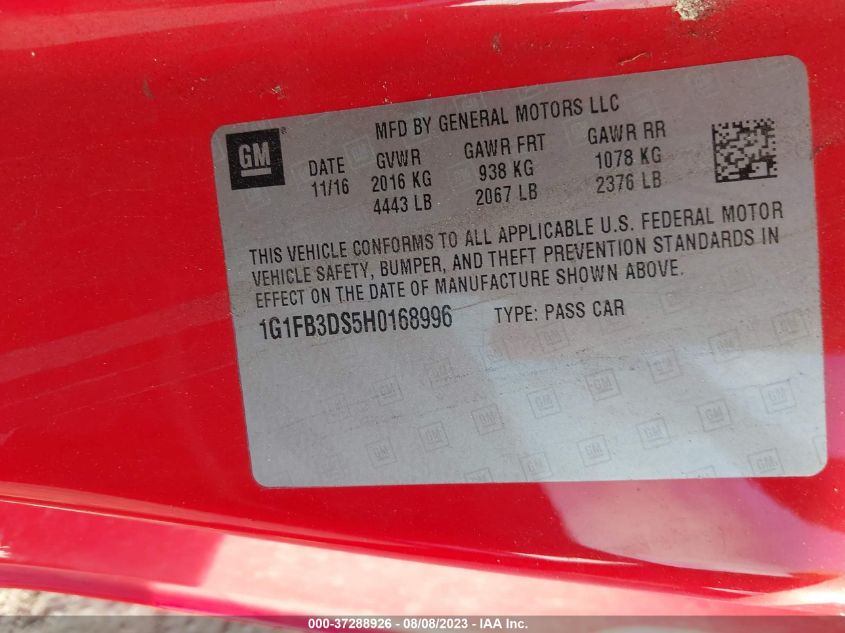 MFD BY GENERAL MOTORS LLC
GM
DATE GVWR GAWR FRT GAWR RR
11/16 2016 KG 938 KG 1078 KG
4443 LB 2067 LB 2376 LB
THIS VEHICLE CONFORMS TO ALL APPLICABLE U.S. FEDERAL MOTOR
VEHICLE SAFETY, BUMPER, AND THEFT PREVENTION STANDARDS IN
EFFECT ON THE DATE OF MANUFACTURE SHOWN ABOVE.
1G1FB3DS5H0168996 TYPE: PASS CAR
000-37288926 - 08/08/2023 - IAA Inc.